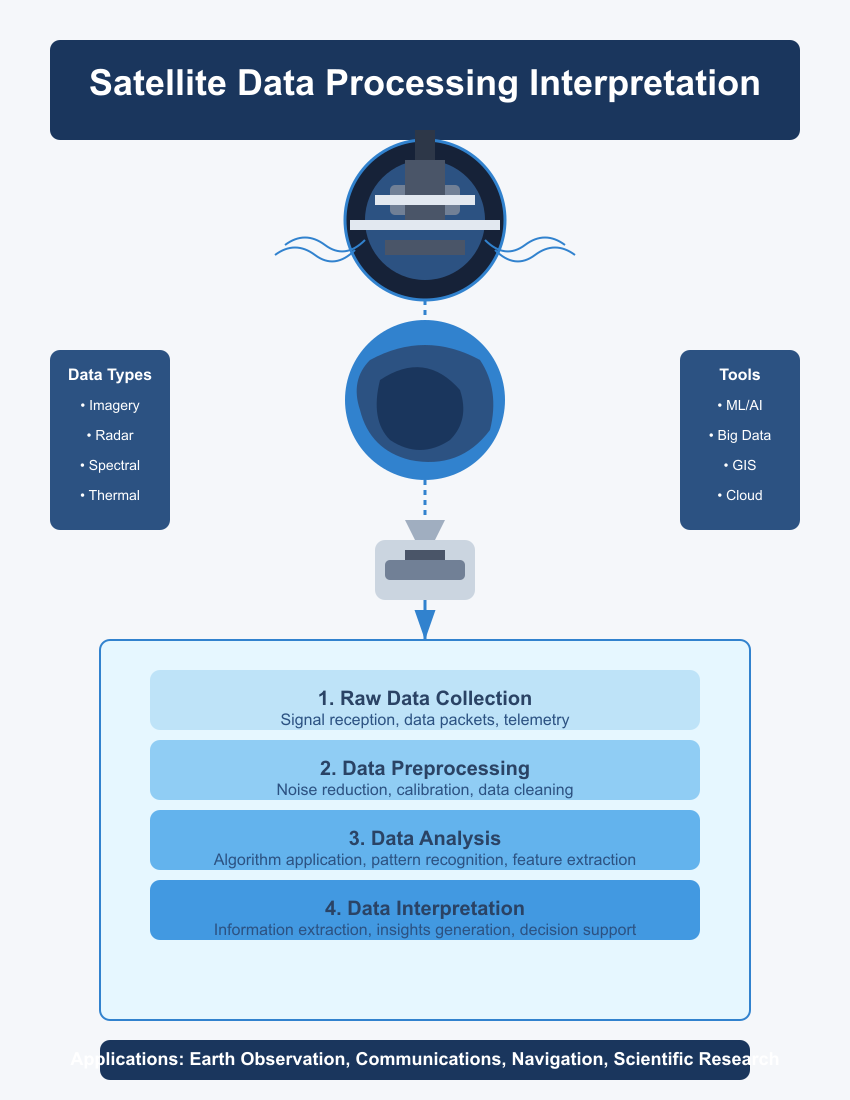 Satellite Data Processing Interpretation
Data Types
• Imagery
• Radar
• Spectral
• Thermal
Tools
• ML/AI
• Big Data
• GIS
• Cloud
1. Raw Data Collection
Signal reception, data packets, telemetry
2. Data Preprocessing
Noise reduction, calibration, data cleaning
3. Data Analysis
Algorithm application, pattern recognition, feature extraction
4. Data Interpretation
Information extraction, insights generation, decision support
Applications: Earth Observation, Communications, Navigation, Scientific Research